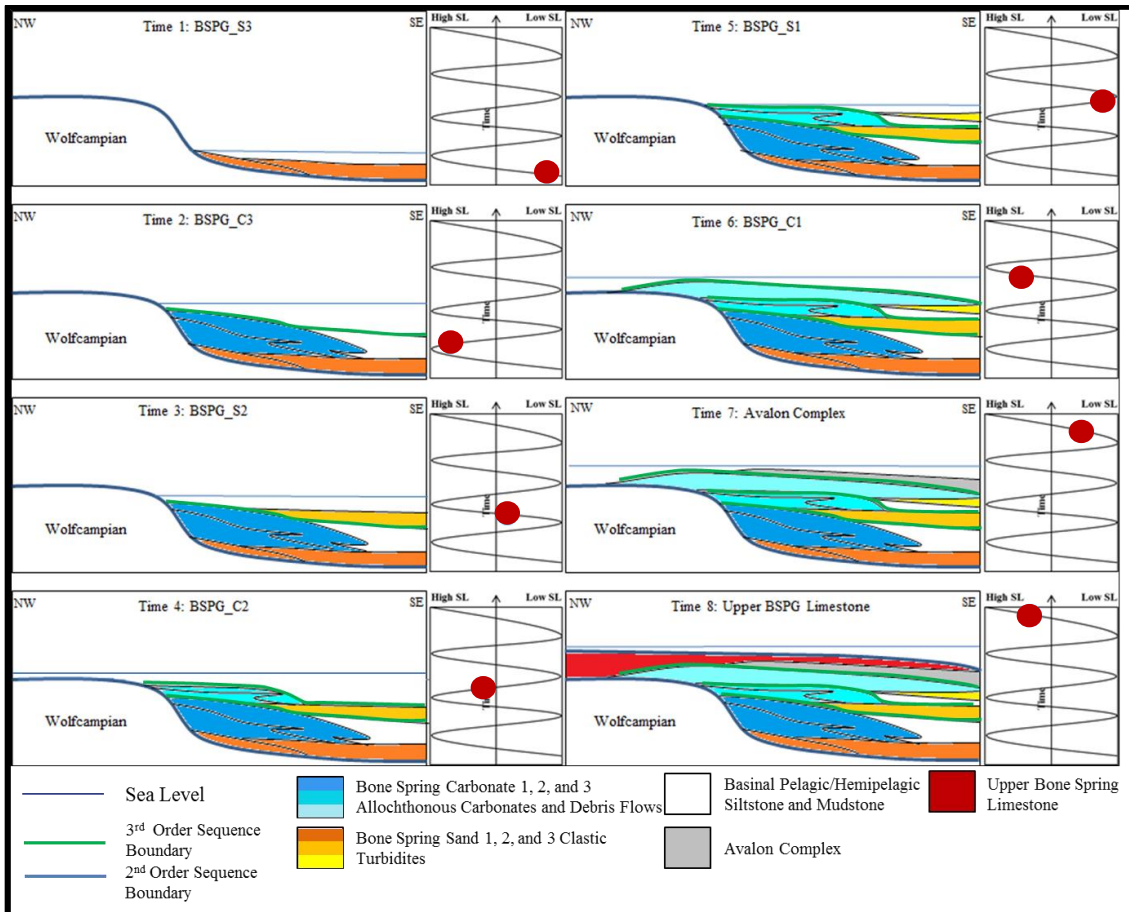 NW
Time 1: BSPG_S3
SE
High SL
Low SL
Time
Wolfcampian
NW
Time 5: BSPG_S1
SE
High SL
Low SL
Time
Wolfcampian
NW
Time 2: BSPG_C3
SE
High SL
Low SL
Time
Wolfcampian
NW
Time 6: BSPG_C1
SE
High SL
Low SL
Time
Wolfcampian
NW
Time 3: BSPG_S2
SE
High SL
Low SL
Time
Wolfcampian
NW
Time 7: Avalon Complex
SE
High SL
Low SL
Time
Wolfcampian
NW
Time 4: BSPG_C2
SE
High SL
Low SL
Time
Wolfcampian
NW
Time 8: Upper BSPG Limestone
SE
High SL
Low SL
Time
Wolfcampian
Sea Level
3rd Order Sequence
Boundary
2nd Order Sequence
Boundary
Bone Spring Carbonate 1, 2, and 3
Allochthonous Carbonates and Debris Flows
Bone Spring Sand 1, 2, and 3 Clastic
Turbidites
Basinal Pelagic/Hemipelagic
Siltstone and Mudstone
Avalon Complex
Upper Bone Spring
Limestone